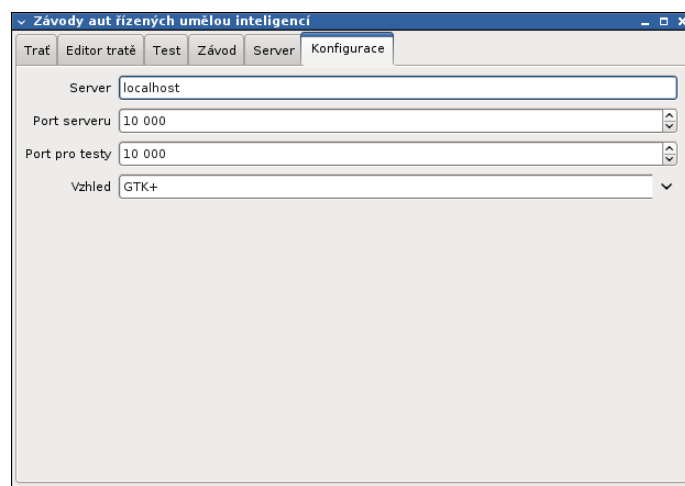 Závody aut řízených umělou inteligencí
Trať Editor tratě Test Závod Server Konfigurace
Server localhost
Port serveru 10 000
Port pro testy 10 000
Vzhled GTK+